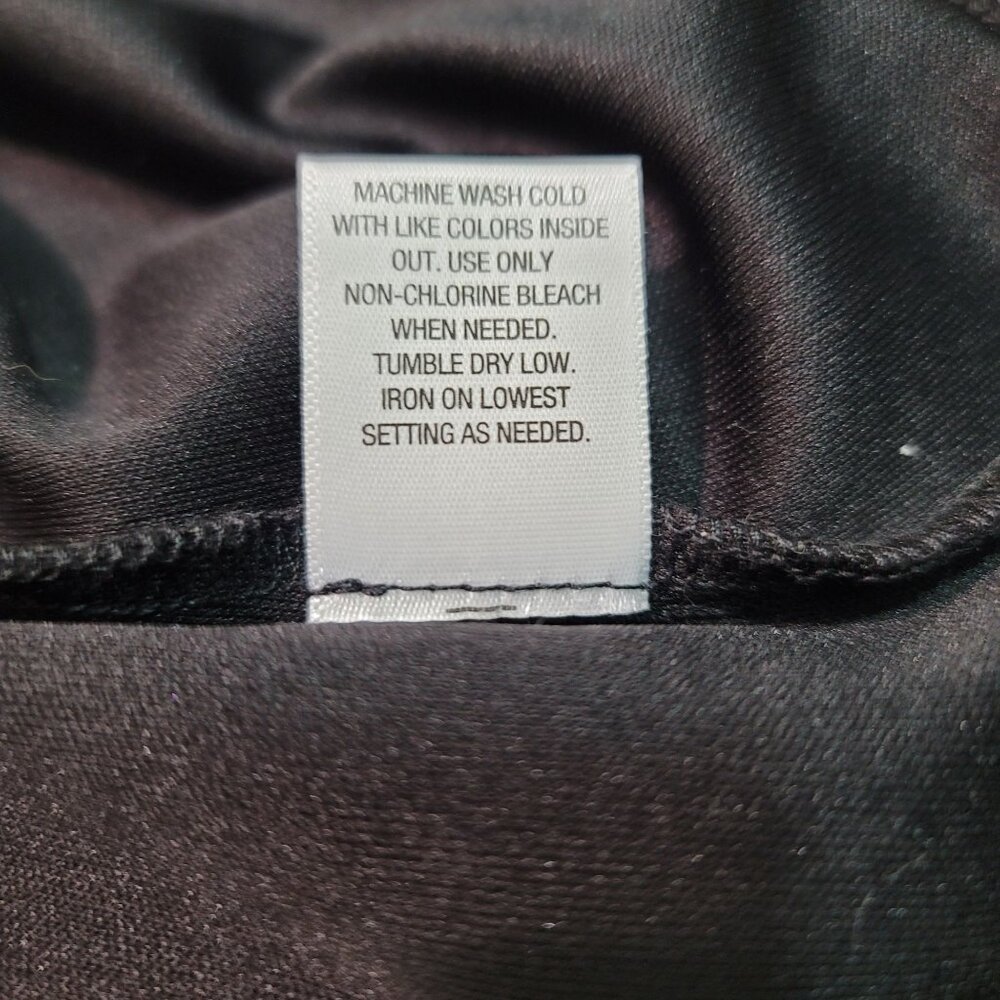 MACHINE WASH COLD
WITH LIKE COLORS INSIDE
OUT. USE ONLY
NON-CHLORINE BLEACH
WHEN NEEDED.
TUMBLE DRY LOW.
IRON ON LOWEST
SETTING AS NEEDED.